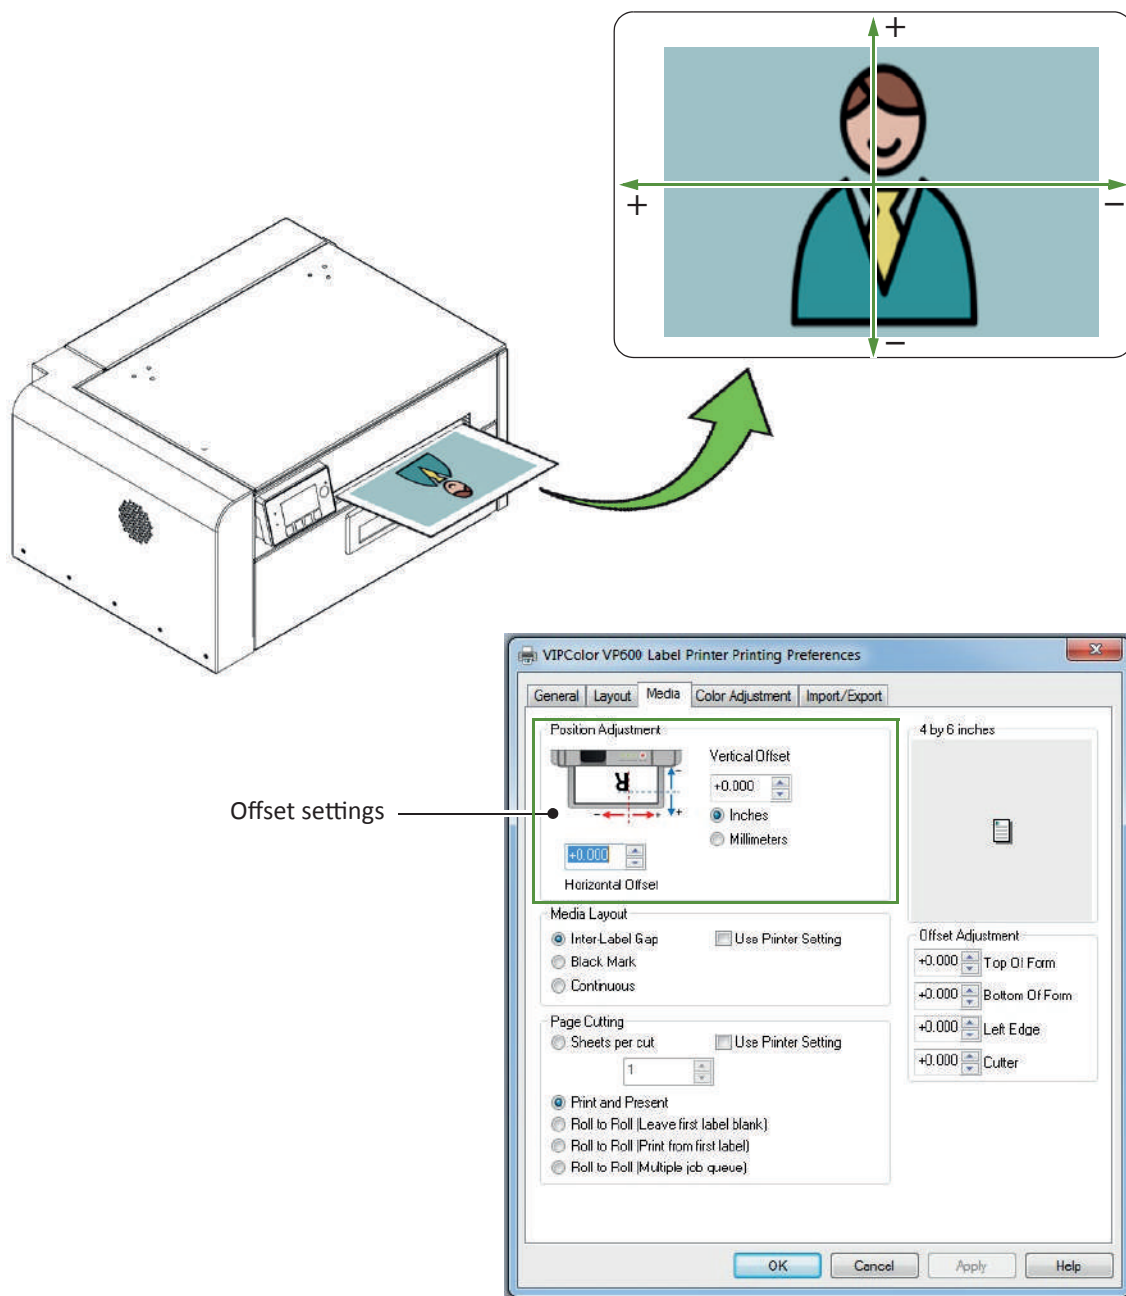 +
+
−
−
VIPColor VP600 Label Printer Printing Preferences
General Layout Media Color Adjustment Import/Export
Position Adjustment
R
−
+
− +
Vertical Offset
+0.000
Inches
Millimeters
+0.000
Horizontal Offset
4 by 6 inches
Offset settings
Media Layout
Inter-Label Gap Use Printer Setting
Black Mark
Continuous
Offset Adjustment
+0.000 Top Of Form
+0.000 Bottom Of Form
+0.000 Left Edge
+0.000 Cutter
Page Cutting
Sheets per cut Use Printer Setting
1
Print and Present
Roll to Roll (Leave first label blank)
Roll to Roll (Print from first label)
Roll to Roll (Multiple job queue)
OK Cancel Apply Help